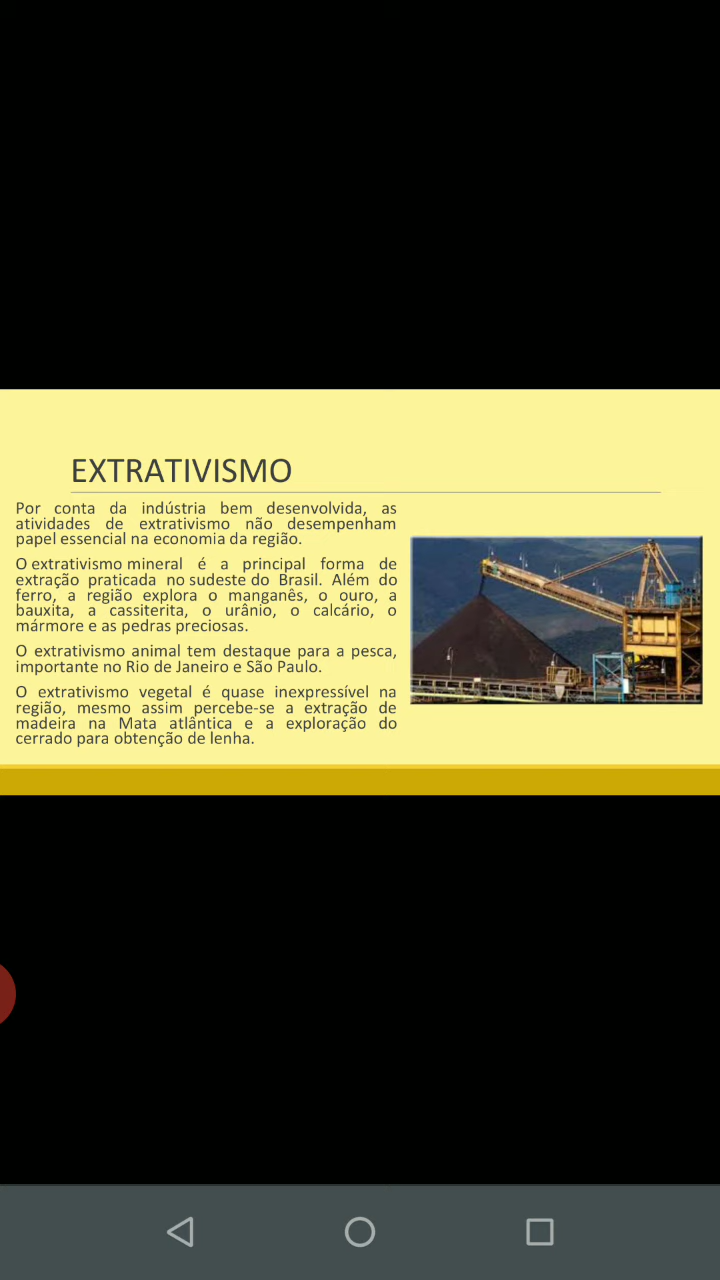 EXTRATIVISMO
Por conta da indústria bem desenvolvida, as
atividades de extrativismo não desempenham
papel essencial na economia da região.
O extrativismo mineral é a principal forma de
extração praticada no sudeste do Brasil. Além do
ferro, a região explora o manganês, o ouro, a
bauxita, a cassiterita, o urânio, o calcário, o
mármore e as pedras preciosas.
O extrativismo animal tem destaque para a pesca,
importante no Rio de Janeiro e São Paulo.
O extrativismo vegetal é quase inexpressível na
região, mesmo assim percebe-se a extração de
madeira na Mata atlântica e a exploração do
cerrado para obtenção de lenha.